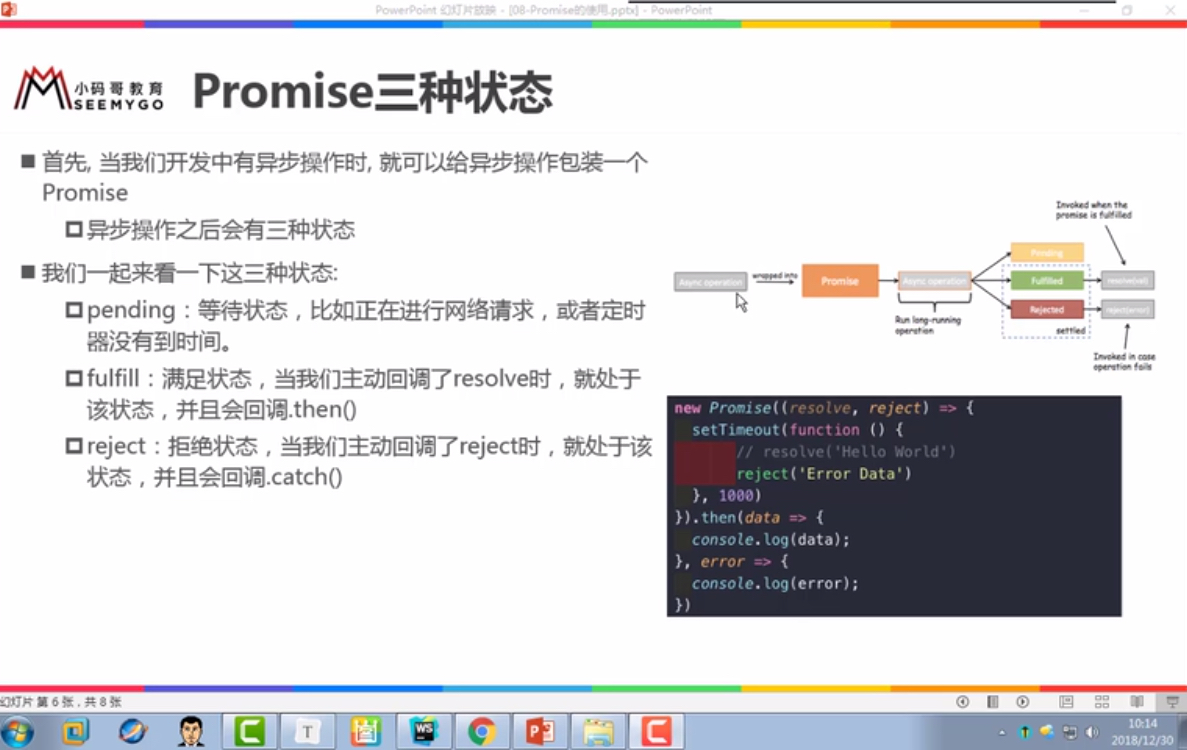 PowerPoint 幻灯片放映 - [08-Promise的使用.pptx] - PowerPoint
小码哥教育
SEEMYGO
Promise三种状态
首先, 当我们开发中有异步操作时, 就可以给异步操作包装一个
Promise
异步操作之后会有三种状态
我们一起来看一下这三种状态:
pending：等待状态，比如正在进行网络请求，或者定时
器没有到时间。
fulfill：满足状态，当我们主动回调了resolve时，就处于
该状态，并且会回调.then()
reject：拒绝状态，当我们主动回调了reject时，就处于该
状态，并且会回调.catch()
Invoked when the
promise is fulfilled
Async operation
wrapped into
Promise
Async operation
Run long-running
operation
Pending
Fulfilled
resolve(val)
Rejected
reject(error)
settled
Invoked in case
operation fails
new Promise((resolve, reject) => {
setTimeout(function () {
// resolve('Hello World')
reject('Error Data')
}, 1000)
}).then(data => {
console.log(data);
}, error => {
console.log(error);
})
幻灯片 第 6 张 , 共 8 张
T
WS
10:14
2018/12/30